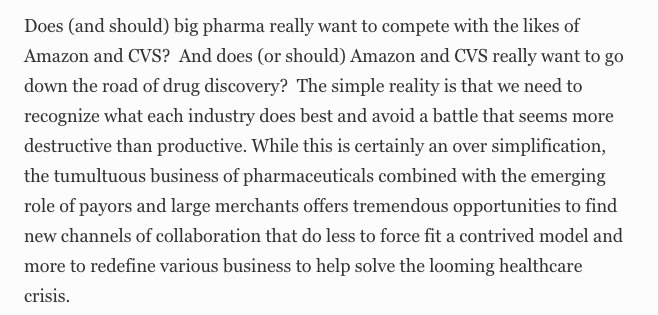 Does (and should) big pharma really want to compete with the likes of
Amazon and CVS?  And does (or should) Amazon and CVS really want to go
down the road of drug discovery?  The simple reality is that we need to
recognize what each industry does best and avoid a battle that seems more
destructive than productive. While this is certainly an over simplification,
the tumultuous business of pharmaceuticals combined with the emerging
role of payors and large merchants offers tremendous opportunities to find
new channels of collaboration that do less to force fit a contrived model and
more to redefine various business to help solve the looming healthcare
crisis.